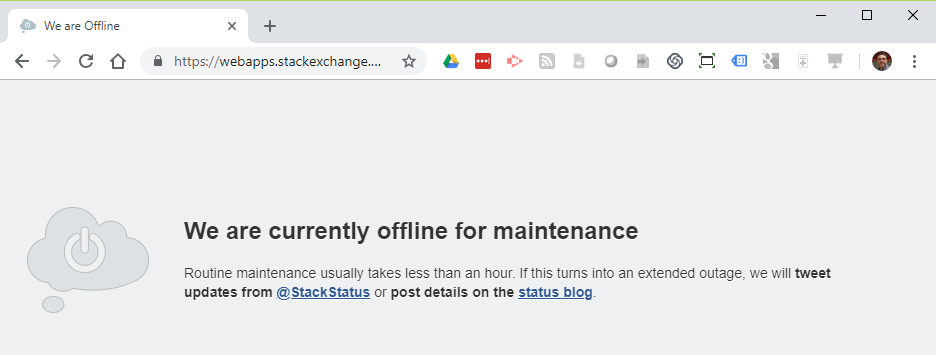 We are Offline
https://webapps.stackexchange....
We are currently offline for maintenance
Routine maintenance usually takes less than an hour. If this turns into an extended outage, we will tweet
updates from @StackStatus or post details on the status blog.